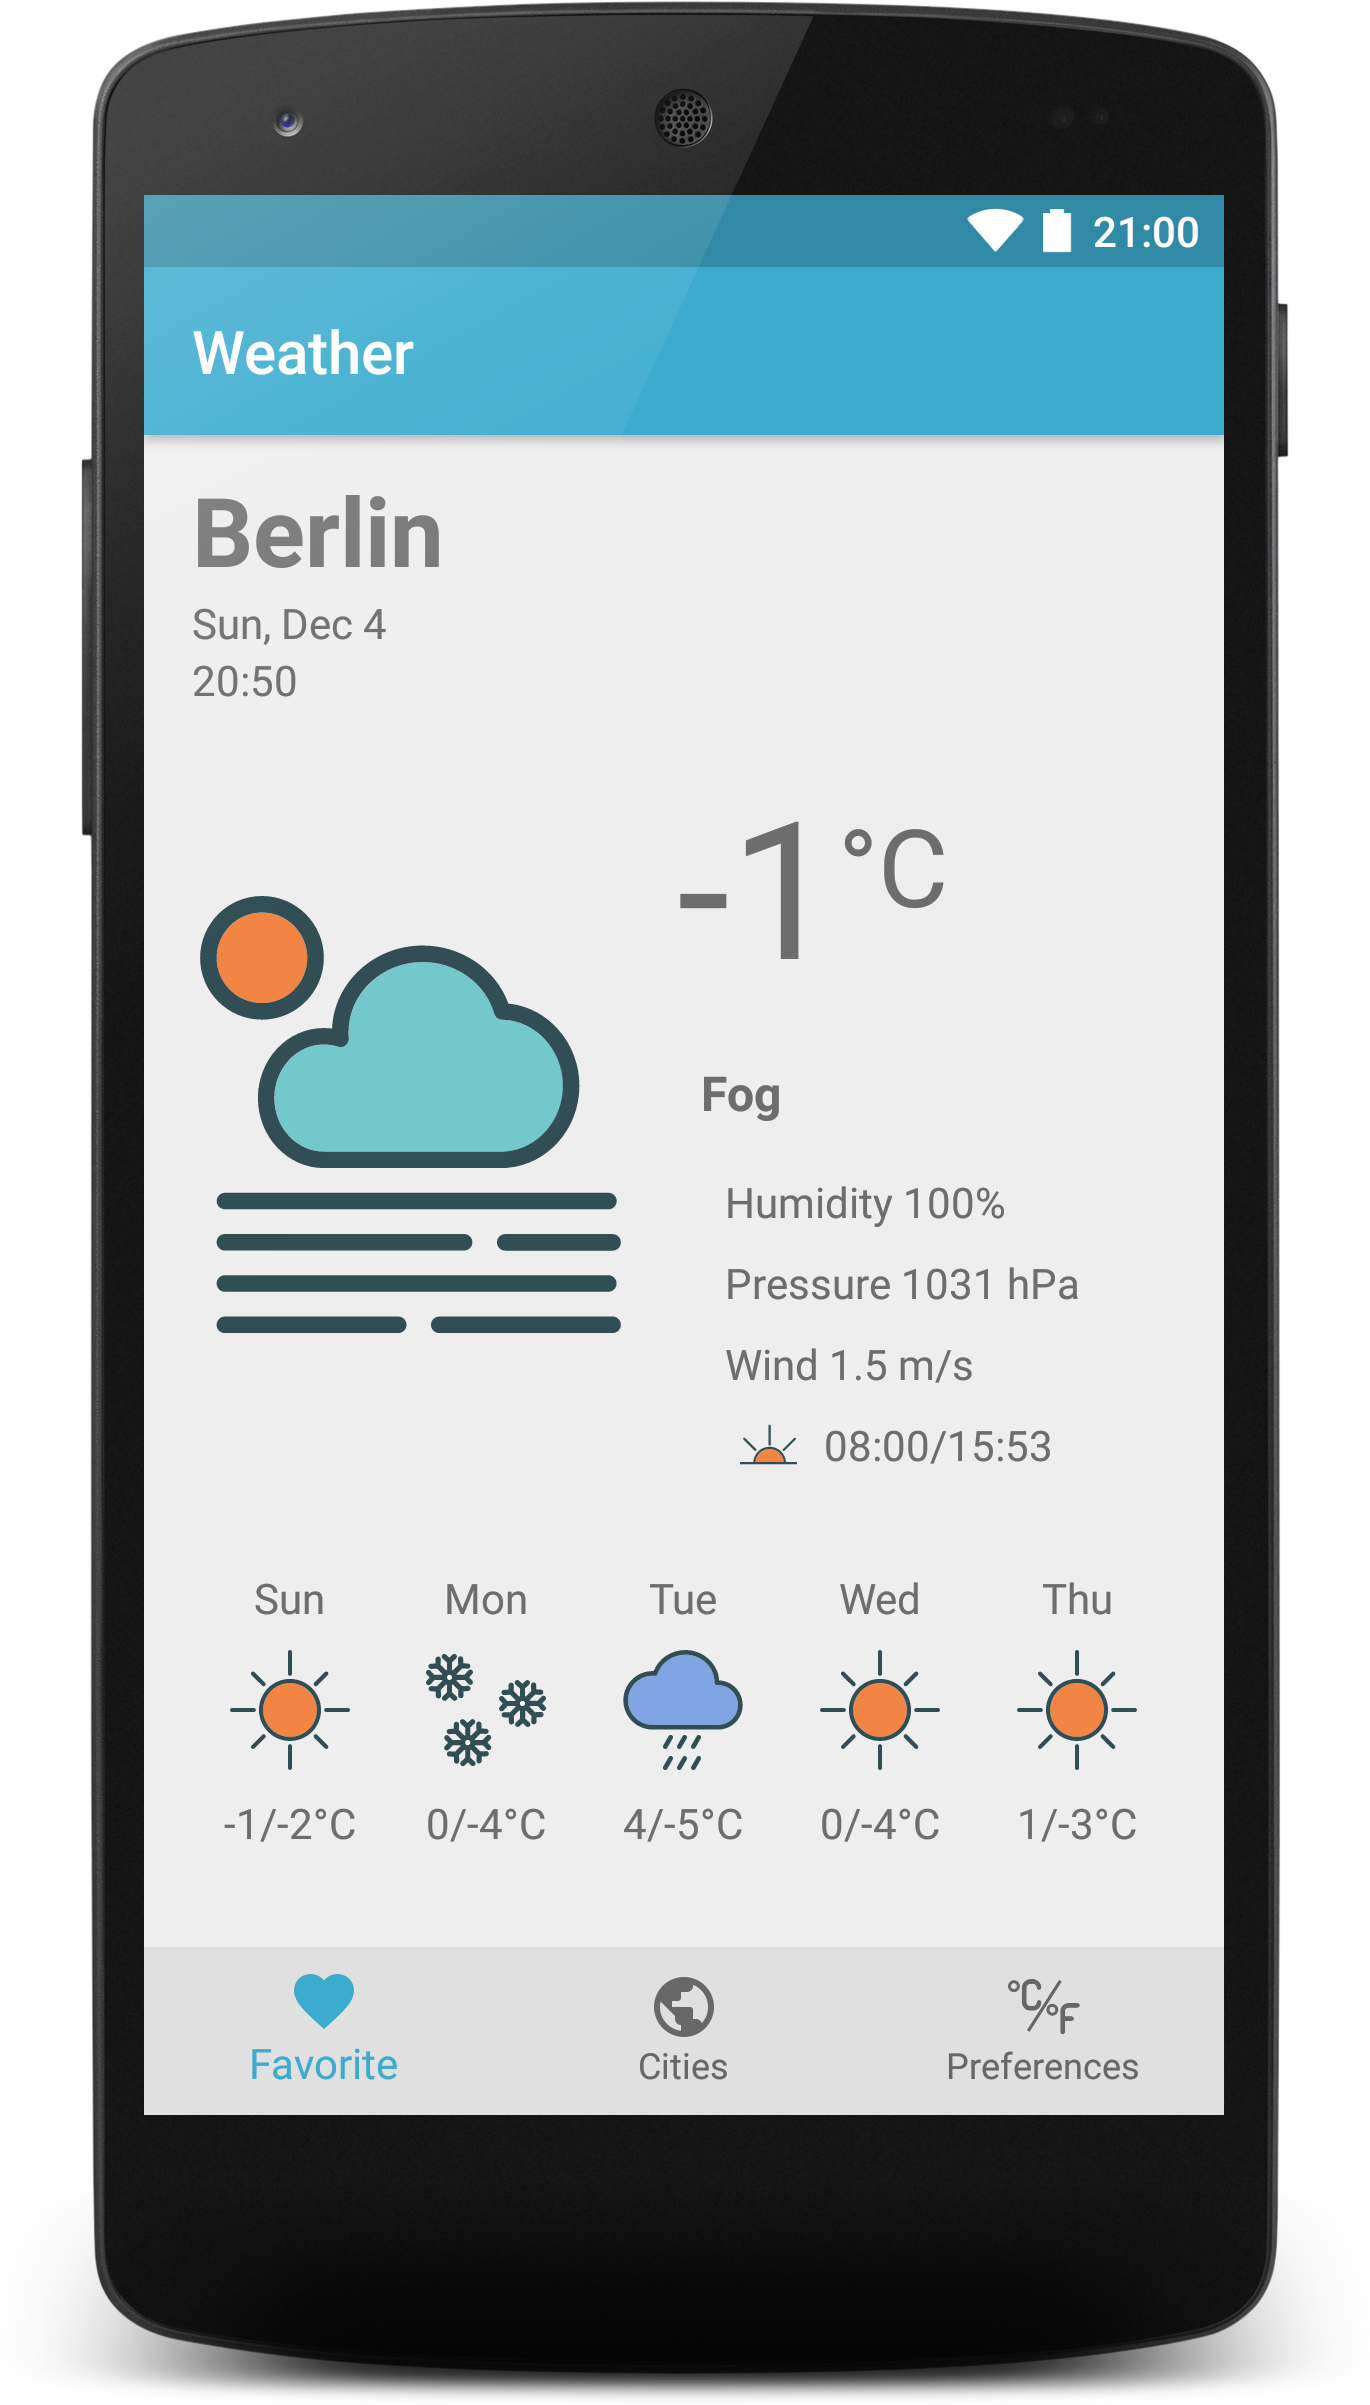 21:00
Weather
Berlin
Sun, Dec 4
20:50
-1 °C
Fog
Humidity 100%
Pressure 1031 hPa
Wind 1.5 m/s
08:00/15:53
Sun Mon Tue Wed Thu
-1/-2°C 0/-4°C 4/-5°C 0/-4°C 1/-3°C
°C/°F
Favorite Cities Preferences